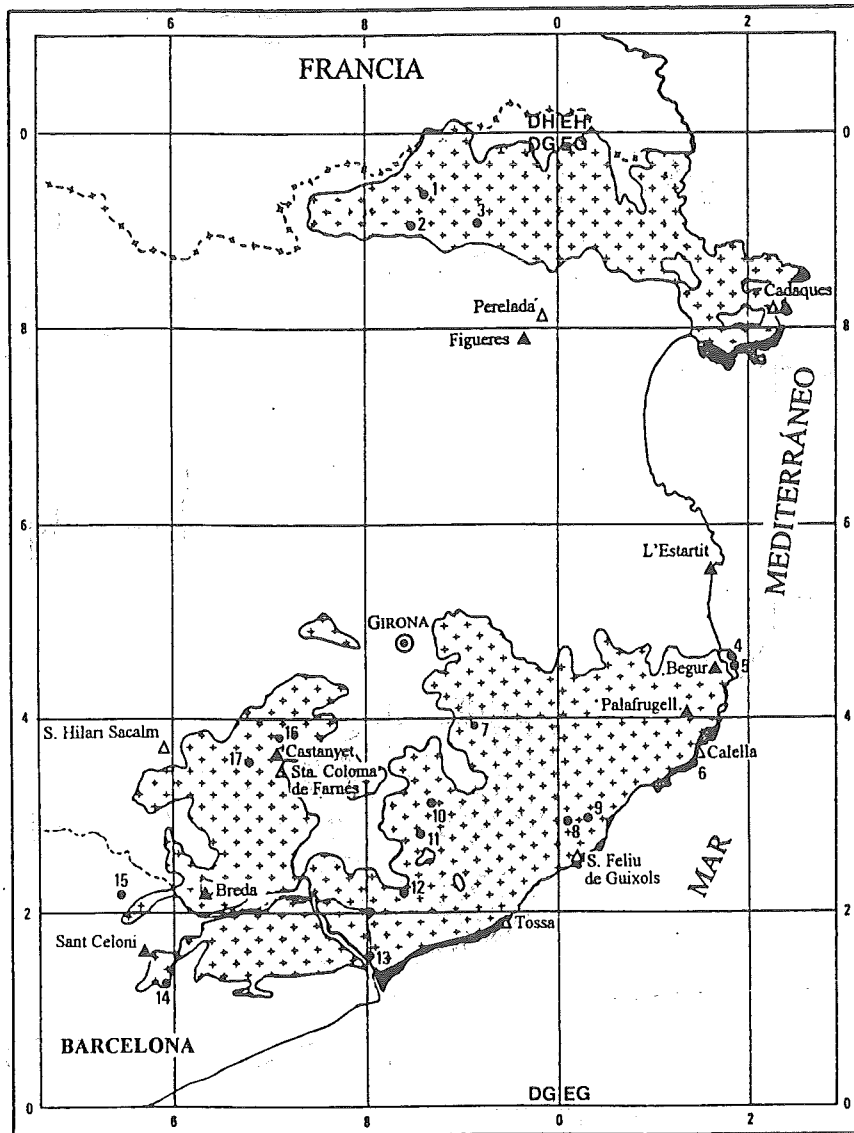 6 8 0 2
FRANCIA
0 DH EH 0
DG EG
1
2 3
Cadaques
Perelada
8 8
Figueres
MEDITERRÁNEO
6 6
L'Estartit
GIRONA
4
5
Begur
Palafrugell
4 4
S. Hilari Sacalm
16
7
Castanyet
Calella
17
Sta. Coloma
de Farnés
6
10
9
8
11
S. Feliu
de Guixols
MAR
15
Breda
12
2 2
Tossa
Sant Celoni
13
14
BARCELONA
DG EG
0 0
6 8 0 2